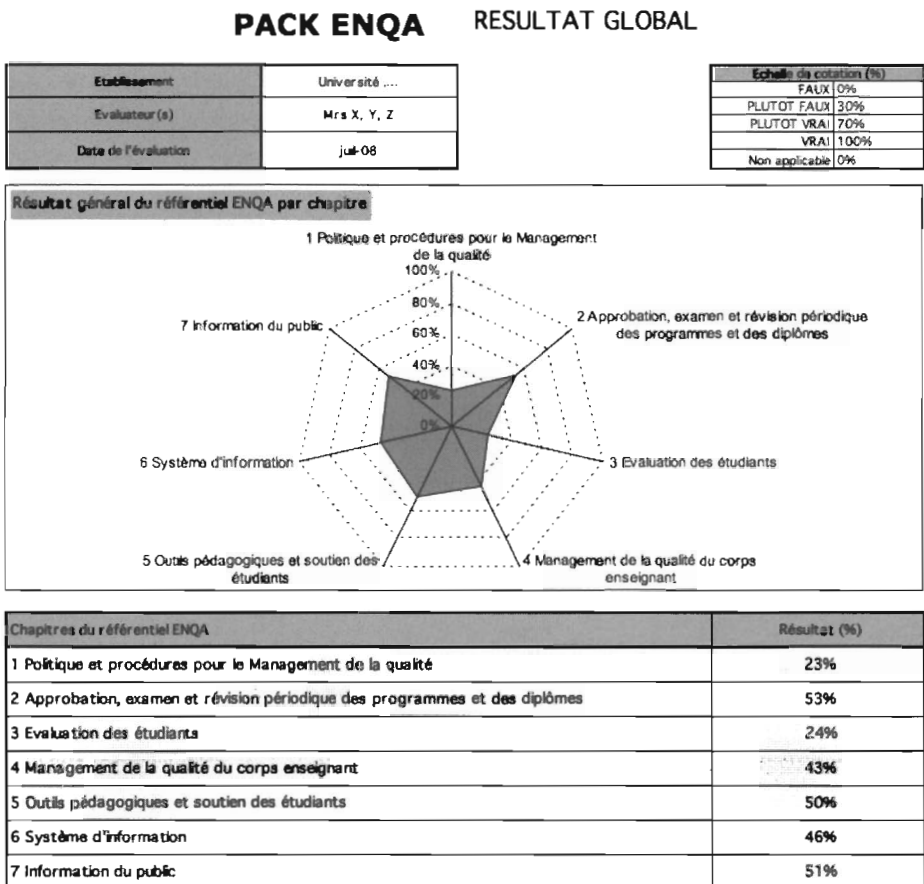 PACK ENQA RESULTAT GLOBAL
Etablissement Université ....
Evaluateur(s) Mrs X, Y, Z
Date de l'évaluation juil-08
Echelle de cotation (%)
FAUX 0%
PLUTOT FAUX 30%
PLUTOT VRAI 70%
VRAI 100%
Non applicable 0%
Résultat général du référentiel ENQA par chapitre
1 Politique et procédures pour le Management
de la qualité
100%
80%
60%
40%
20%
0%
2 Approbation, examen et révision périodique
des programmes et des diplômes
3 Evaluation des étudiants
4 Management de la qualité du corps
enseignant
5 Outils pédagogiques et soutien des
étudiants
6 Système d'information
7 Information du public
Chapitres du référentiel ENQA Résultat (%)
1 Politique et procédures pour le Management de la qualité 23%
2 Approbation, examen et révision périodique des programmes et des diplômes 53%
3 Evaluation des étudiants 24%
4 Management de la qualité du corps enseignant 43%
5 Outils pédagogiques et soutien des étudiants 50%
6 Système d'information 46%
7 Information du public 51%